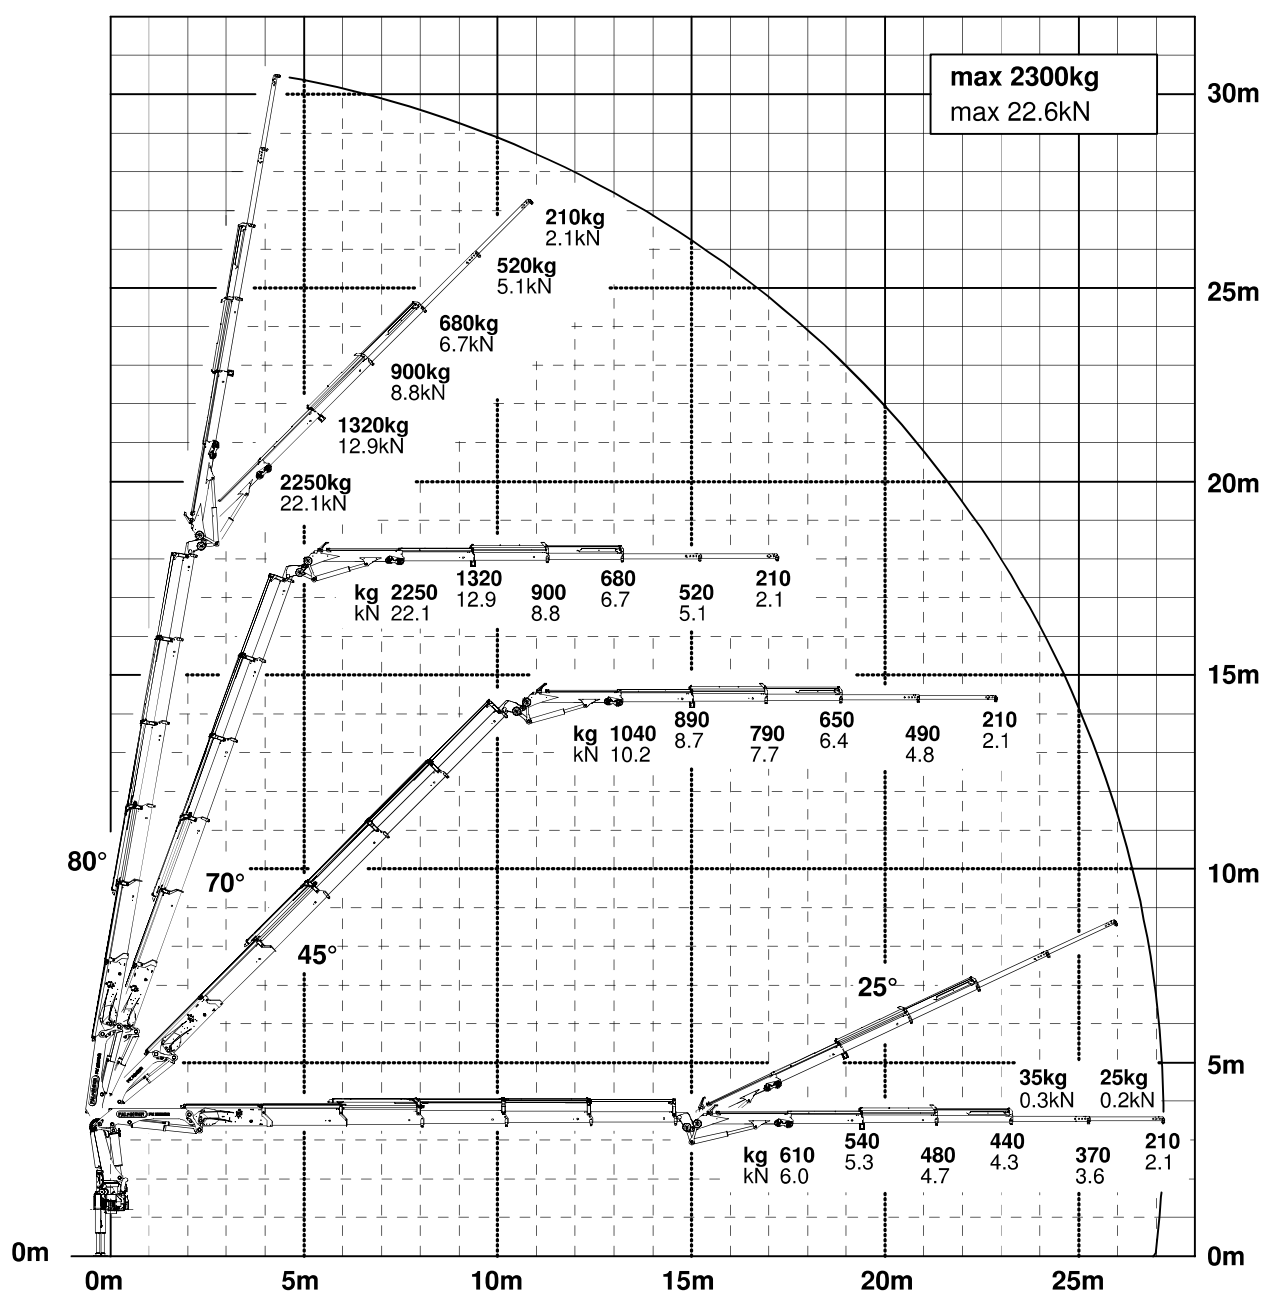 max 2300kg
max 22.6kN
30m
210kg
2.1kN
520kg
5.1kN
25m
680kg
6.7kN
900kg
8.8kN
1320kg
12.9kN
2250kg
22.1kN
20m
kg 2250 1320 900 680 520 210
kN 22.1 12.9 8.8 6.7 5.1 2.1
15m
kg 1040 890 790 650 490 210
kN 10.2 8.7 7.7 6.4 4.8 2.1
80°
70°
10m
45°
25°
5m
35kg 25kg
0.3kN 0.2kN
kg 610 540 480 440 370 210
kN 6.0 5.3 4.7 4.3 3.6 2.1
0m 0m
0m 5m 10m 15m 20m 25m